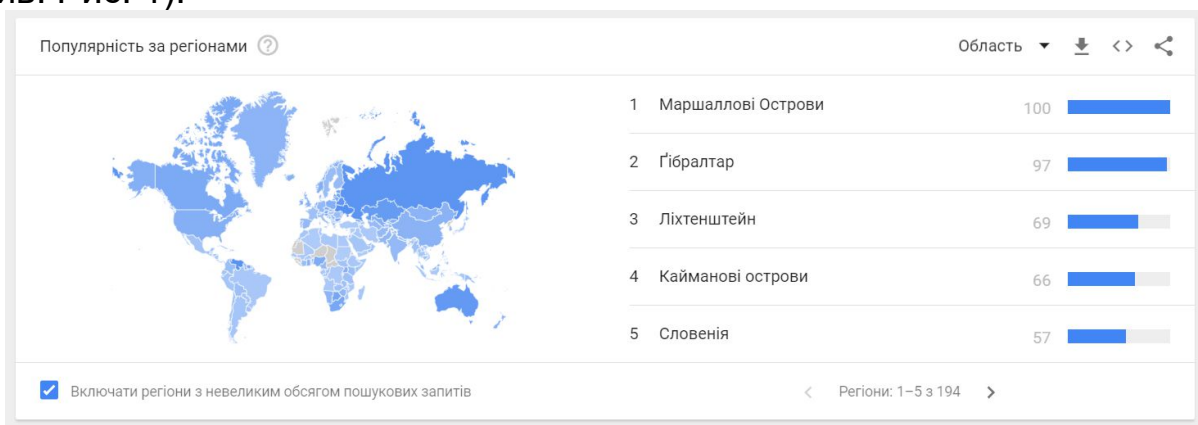 Популярність за регіонами
Область
1 Маршаллові Острови 100
2 Ґібралтар 97
3 Ліхтенштейн 69
4 Кайманові острови 66
5 Словенія 57
Включати регіони з невеликим обсягом пошукових запитів
Регіони: 1–5 з 194